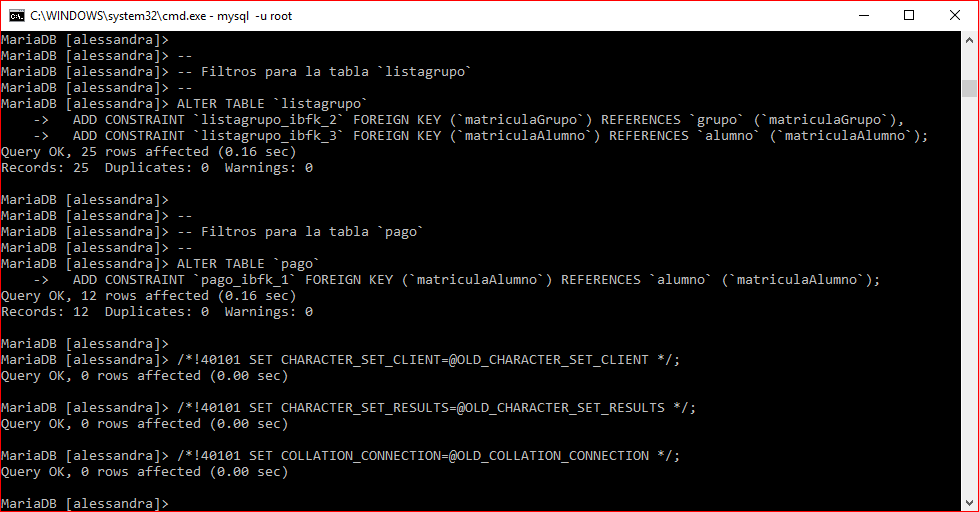 C:\WINDOWS\system32\cmd.exe - mysql  -u root
MariaDB [alessandra]>
MariaDB [alessandra]> --
MariaDB [alessandra]> -- Filtros para la tabla `listagrupo`
MariaDB [alessandra]> --
MariaDB [alessandra]> ALTER TABLE `listagrupo`
    ->   ADD CONSTRAINT `listagrupo_ibfk_2` FOREIGN KEY (`matriculaGrupo`) REFERENCES `grupo` (`matriculaGrupo`),
    ->   ADD CONSTRAINT `listagrupo_ibfk_3` FOREIGN KEY (`matriculaAlumno`) REFERENCES `alumno` (`matriculaAlumno`);
Query OK, 25 rows affected (0.16 sec)
Records: 25  Duplicates: 0  Warnings: 0

MariaDB [alessandra]>
MariaDB [alessandra]> --
MariaDB [alessandra]> -- Filtros para la tabla `pago`
MariaDB [alessandra]> --
MariaDB [alessandra]> ALTER TABLE `pago`
    ->   ADD CONSTRAINT `pago_ibfk_1` FOREIGN KEY (`matriculaAlumno`) REFERENCES `alumno` (`matriculaAlumno`);
Query OK, 12 rows affected (0.16 sec)
Records: 12  Duplicates: 0  Warnings: 0

MariaDB [alessandra]>
MariaDB [alessandra]> /*!40101 SET CHARACTER_SET_CLIENT=@OLD_CHARACTER_SET_CLIENT */;
Query OK, 0 rows affected (0.00 sec)

MariaDB [alessandra]> /*!40101 SET CHARACTER_SET_RESULTS=@OLD_CHARACTER_SET_RESULTS */;
Query OK, 0 rows affected (0.00 sec)

MariaDB [alessandra]> /*!40101 SET COLLATION_CONNECTION=@OLD_COLLATION_CONNECTION */;
Query OK, 0 rows affected (0.00 sec)

MariaDB [alessandra]>